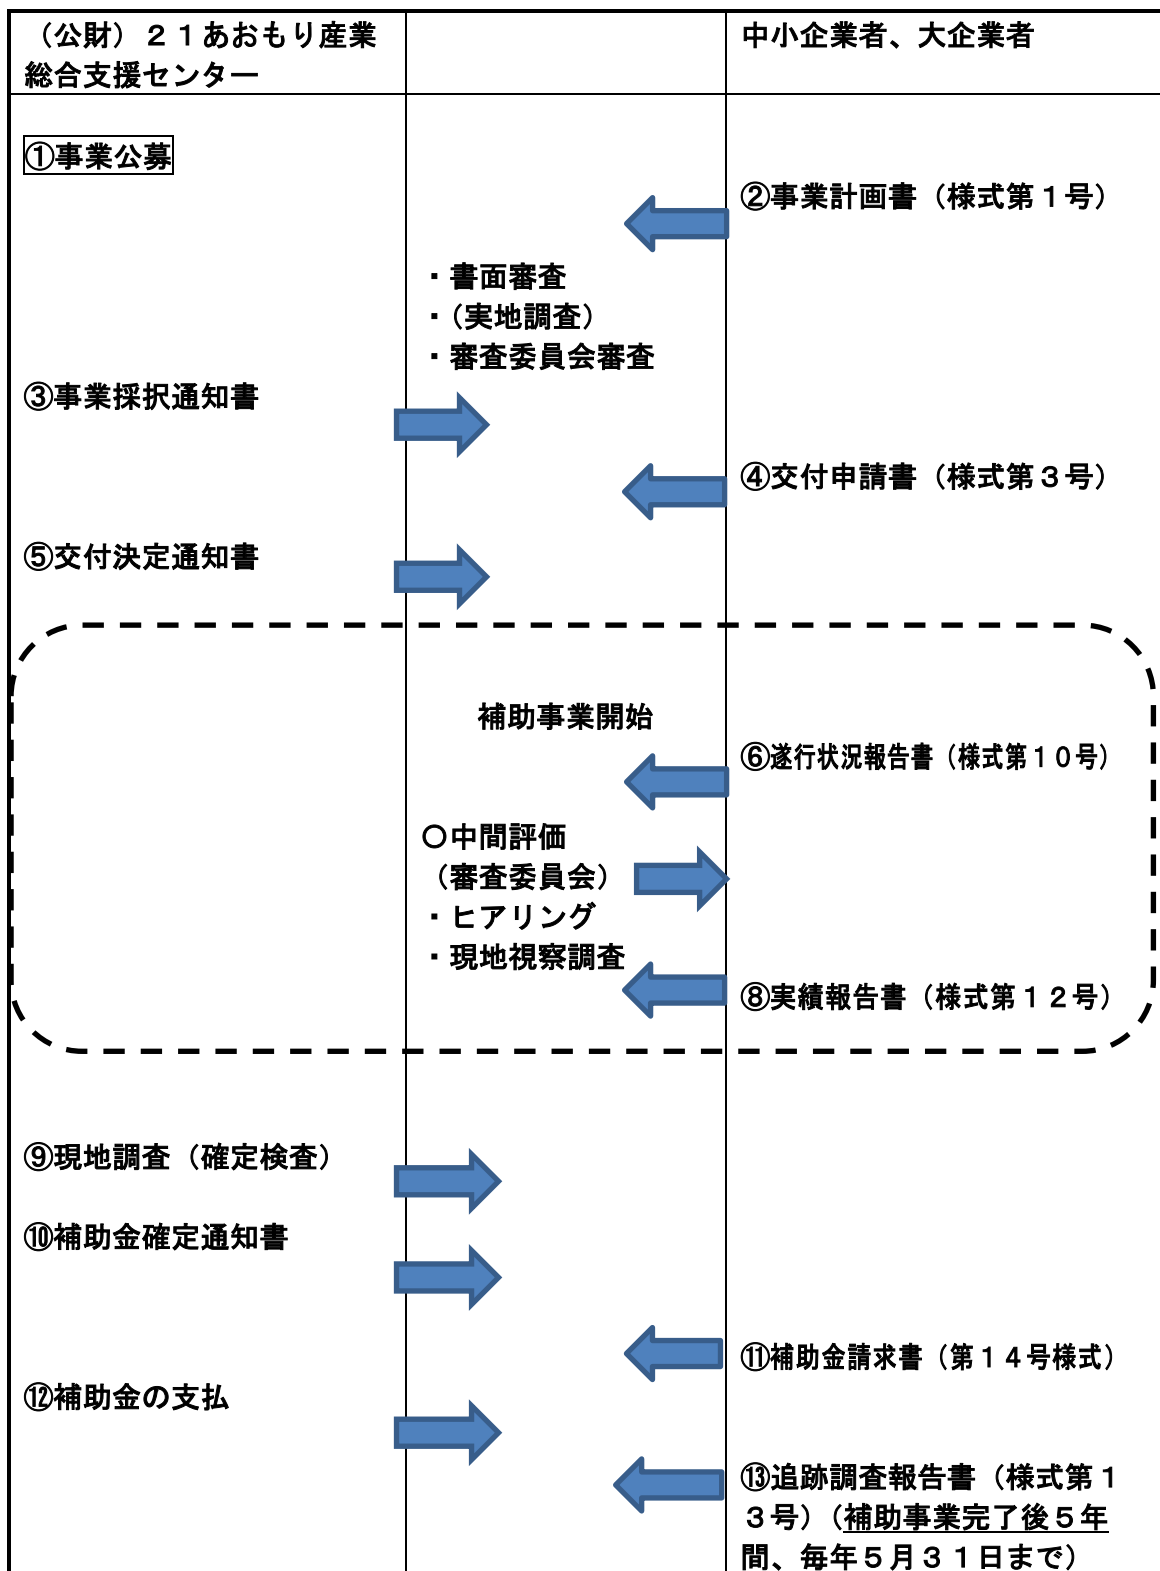 （公財）２１あおもり産業
総合支援センター
中小企業者、大企業者
①事業公募
②事業計画書（様式第１号）
・書面審査
・（実地調査）
・審査委員会審査
③事業採択通知書
④交付申請書（様式第３号）
⑤交付決定通知書
補助事業開始
⑥遂行状況報告書（様式第１０号）
○中間評価
（審査委員会）
・ヒアリング
・現地視察調査
⑧実績報告書（様式第１２号）
⑨現地調査（確定検査）
⑩補助金確定通知書
⑪補助金請求書（第１４号様式）
⑫補助金の支払
⑬追跡調査報告書（様式第１
３号）（補助事業完了後５年
間、毎年５月３１日まで）